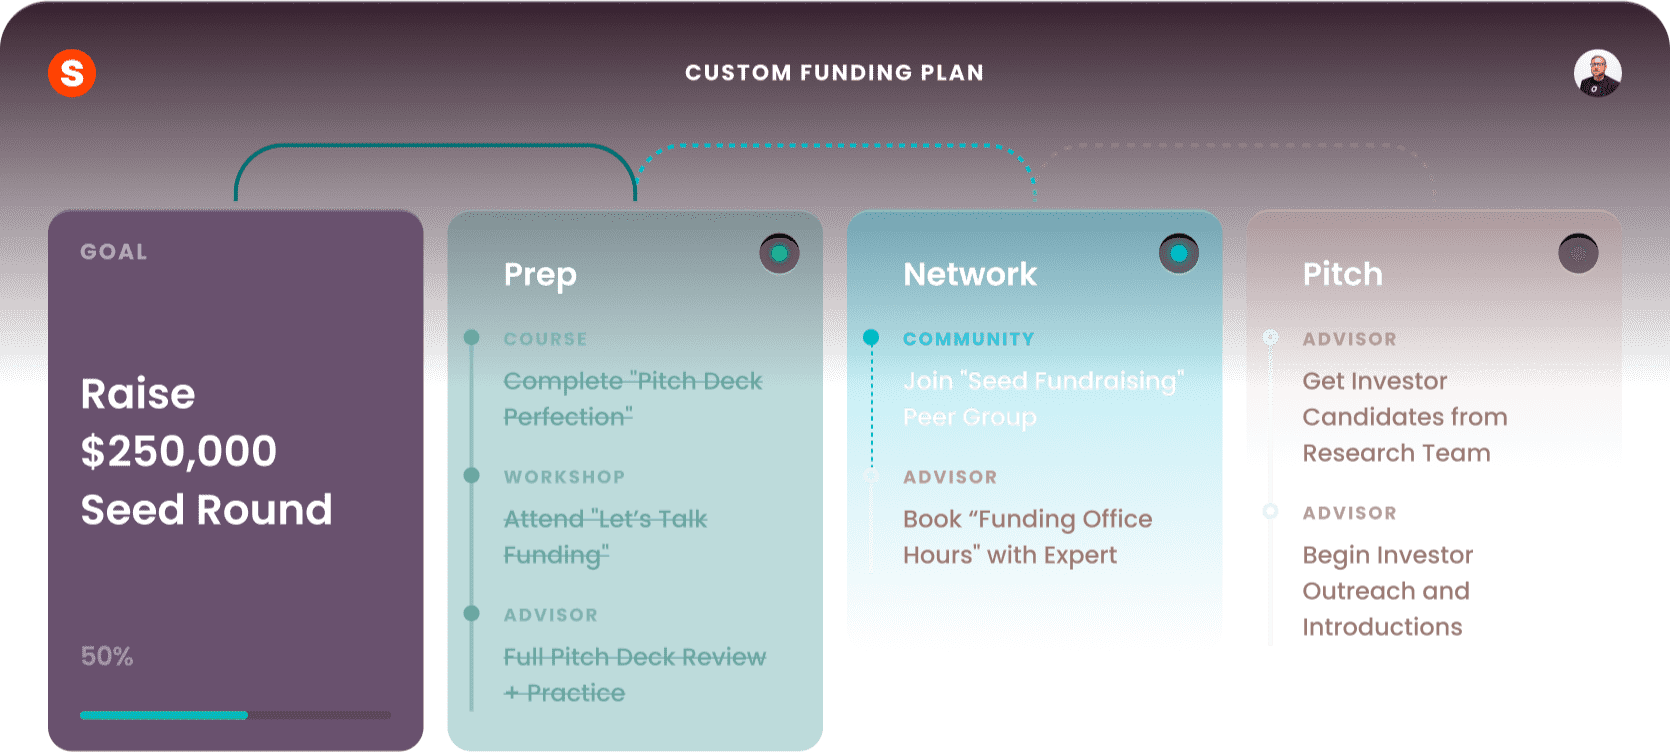 S
CUSTOM FUNDING PLAN
GOAL
Raise
$250,000
Seed Round
50%
Prep
COURSE
Complete "Pitch Deck
Perfection"
WORKSHOP
Attend "Let’s Talk
Funding"
ADVISOR
Full Pitch Deck Review
+ Practice
Network
COMMUNITY
Join "Seed Fundraising"
Peer Group
ADVISOR
Book “Funding Office
Hours" with Expert
Pitch
ADVISOR
Get Investor
Candidates from
Research Team
ADVISOR
Begin Investor
Outreach and
Introductions